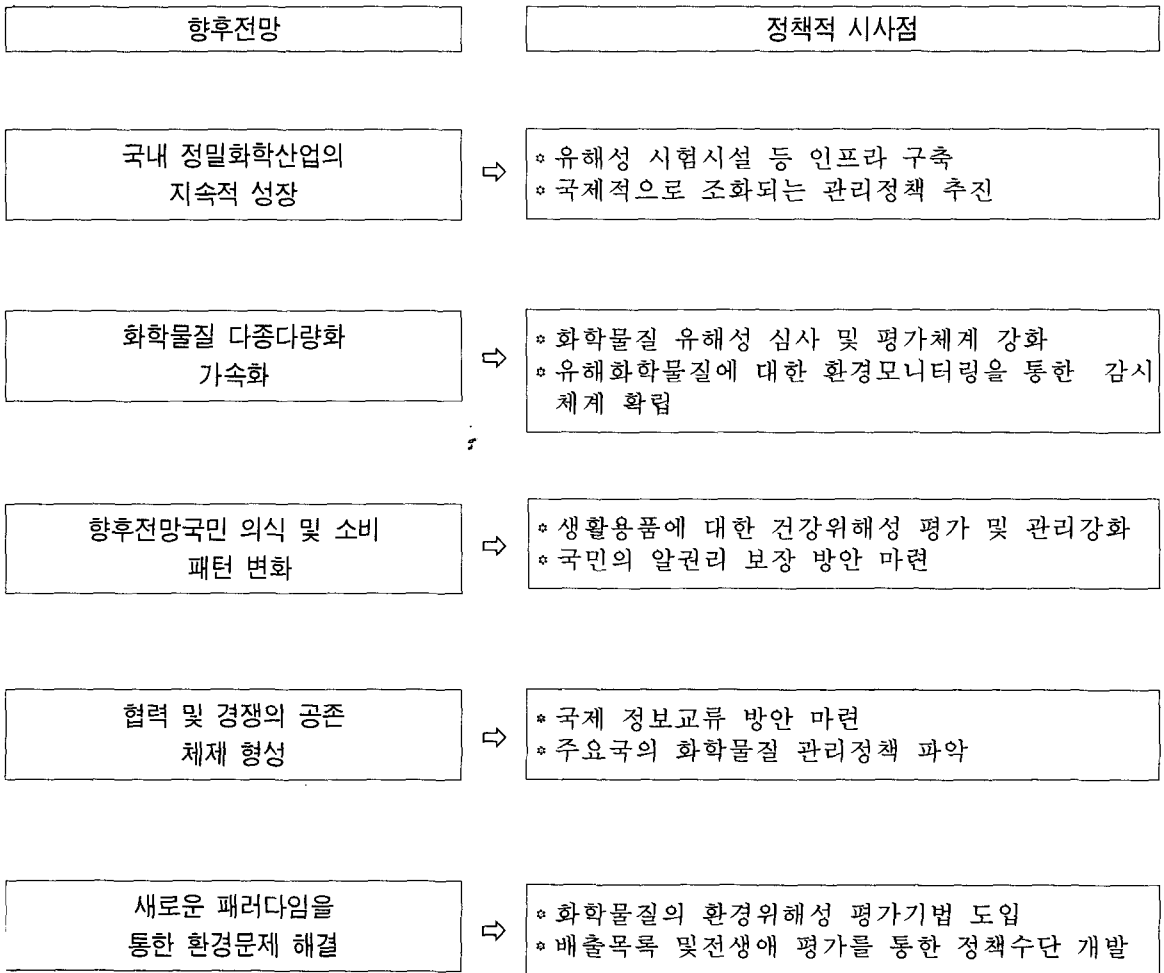 향후전망
정책적 시사점
국내 정밀화학산업의
지속적 성장
⇨
* 유해성 시험시설 등 인프라 구축
* 국제적으로 조화되는 관리정책 추진
화학물질 다종다량화
가속화
⇨
* 화학물질 유해성 심사 및 평가체계 강화
* 유해화학물질에 대한 환경모니터링을 통한 감시
체계 확립
향후전망국민 의식 및 소비
패턴 변화
⇨
* 생활용품에 대한 건강위해성 평가 및 관리강화
* 국민의 알권리 보장 방안 마련
협력 및 경쟁의 공존
체제 형성
⇨
* 국제 정보교류 방안 마련
* 주요국의 화학물질 관리정책 파악
새로운 패러다임을
통한 환경문제 해결
⇨
* 화학물질의 환경위해성 평가기법 도입
* 배출목록 및전생애 평가를 통한 정책수단 개발